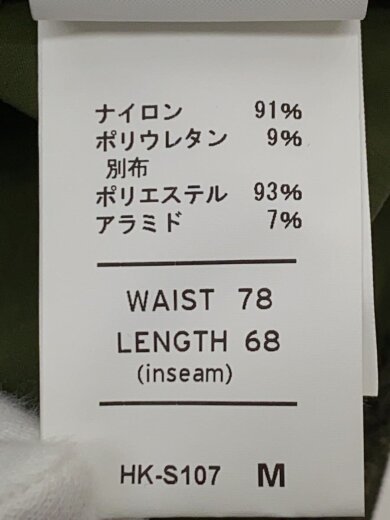 ナイロン 91%
ポリウレタン 9%
別布
ポリエステル 93%
アラミド 7%
WAIST 78
LENGTH 68
(inseam)
HK-S107 M